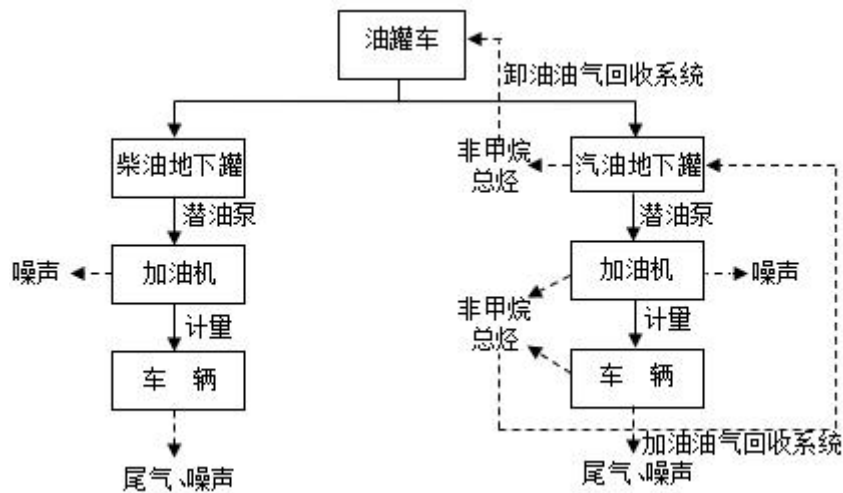 油罐车
卸油油气回收系统
柴油地下罐
非甲烷
总烃
汽油地下罐
潜油泵
潜油泵
噪声
加油机
加油机
噪声
非甲烷
总烃
计量
计量
车 辆
车 辆
加油油气回收系统
尾气、噪声
尾气、噪声